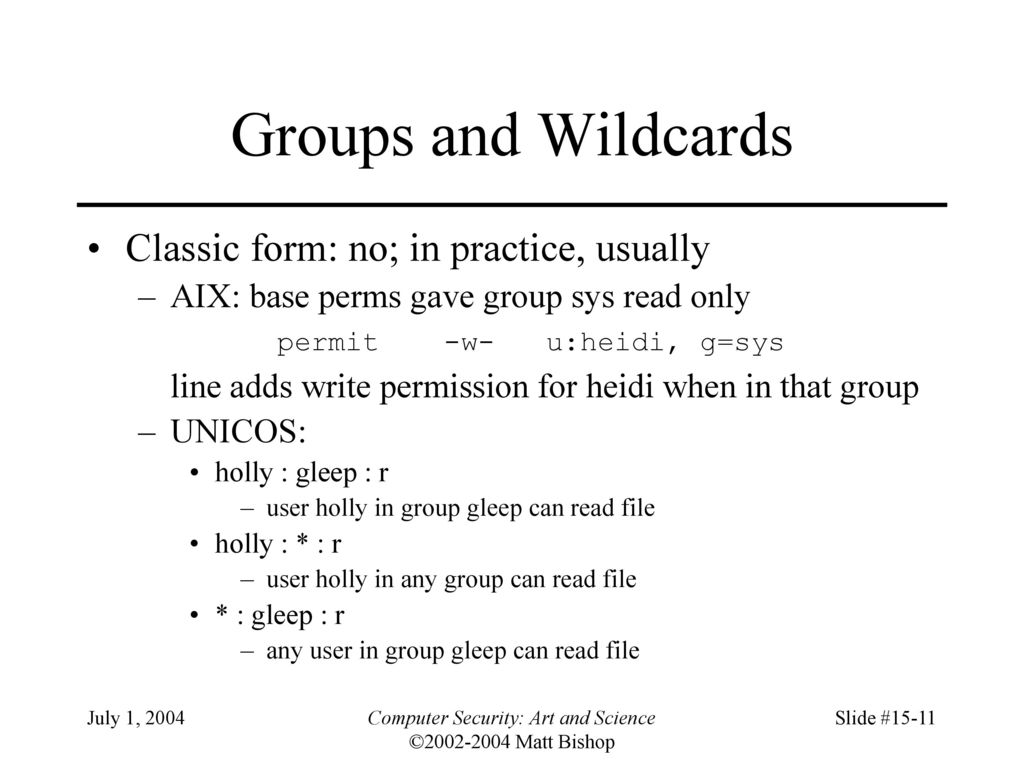 Groups and Wildcards
• Classic form: no; in practice, usually
– AIX: base perms gave group sys read only
permit -w- u:heidi, g=sys
line adds write permission for heidi when in that group
– UNICOS:
• holly : gleep : r
– user holly in group gleep can read file
• holly : * : r
– user holly in any group can read file
• * : gleep : r
– any user in group gleep can read file
July 1, 2004
Computer Security: Art and Science
©2002-2004 Matt Bishop
Slide #15-11